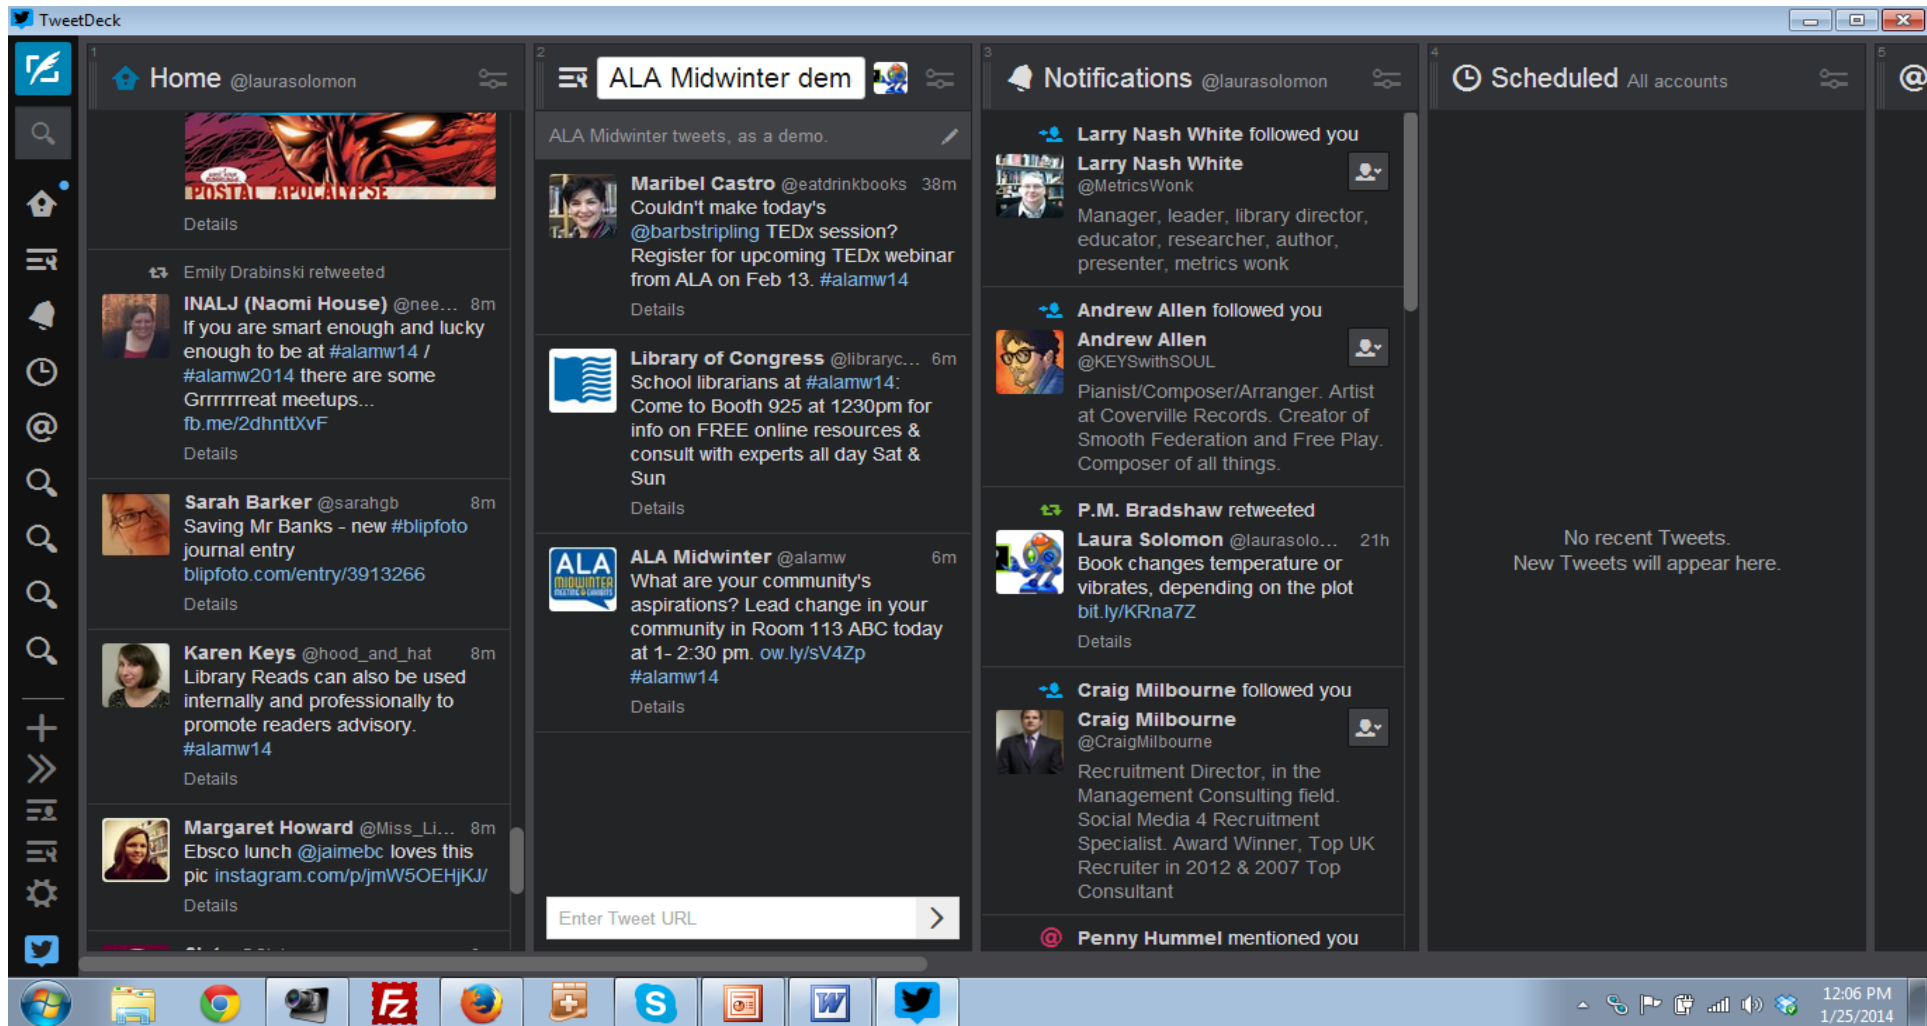 TweetDeck
1
Home @laurasolomon
POSTAL APOCALYPSE
Details
Emily Drabinski retweeted
INALJ (Naomi House) @nee... 8m
If you are smart enough and lucky
enough to be at #alamw14 /
#alamw2014 there are some
Grrrrrrreat meetups...
fb.me/2dhnttXvF
Details
Sarah Barker @sarahgb 8m
Saving Mr Banks - new #blipfoto
journal entry
blipfoto.com/entry/3913266
Details
Karen Keys @hood_and_hat 8m
Library Reads can also be used
internally and professionally to
promote readers advisory.
#alamw14
Details
Margaret Howard @Miss_Li... 8m
Ebsco lunch @jaimebc loves this
pic instagram.com/p/jmW5OEHjKJ/
Details
2
ALA Midwinter dem
ALA Midwinter tweets, as a demo.
Maribel Castro @eatdrinkbooks 38m
Couldn't make today's
@barbstripling TEDx session?
Register for upcoming TEDx webinar
from ALA on Feb 13. #alamw14
Details
Library of Congress @libraryc... 6m
School librarians at #alamw14:
Come to Booth 925 at 1230pm for
info on FREE online resources &
consult with experts all day Sat &
Sun
Details
ALA
MIDWINTER
MEETING & EXHIBITS
ALA Midwinter @alamw 6m
What are your community's
aspirations? Lead change in your
community in Room 113 ABC today
at 1- 2:30 pm. ow.ly/sV4Zp
#alamw14
Details
Enter Tweet URL
3
Notifications @laurasolomon
Larry Nash White followed you
Larry Nash White
@MetricsWonk
Manager, leader, library director,
educator, researcher, author,
presenter, metrics wonk
Andrew Allen followed you
Andrew Allen
@KEYSwithSOUL
Pianist/Composer/Arranger. Artist
at Coverville Records. Creator of
Smooth Federation and Free Play.
Composer of all things.
P.M. Bradshaw retweeted
Laura Solomon @laurasolo... 21h
Book changes temperature or
vibrates, depending on the plot
bit.ly/KRna7Z
Details
Craig Milbourne followed you
Craig Milbourne
@CraigMilbourne
Recruitment Director, in the
Management Consulting field.
Social Media 4 Recruitment
Specialist. Award Winner, Top UK
Recruiter in 2012 & 2007 Top
Consultant
@ Penny Hummel mentioned you
4
Scheduled All accounts
No recent Tweets.
New Tweets will appear here.
5
@
12:06 PM
1/25/2014